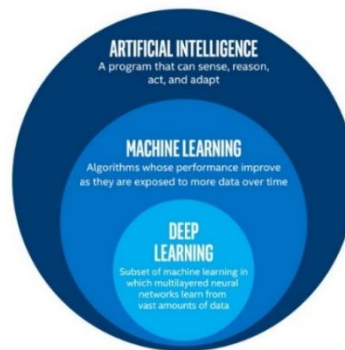 ARTIFICIAL INTELLIGENCE
A program that can sense, reason,
act, and adapt
MACHINE LEARNING
Algorithms whose performance improve
as they are exposed to more data over time
DEEP
LEARNING
Subset of machine learning in
which multilayered neural
networks learn from
vast amounts of data